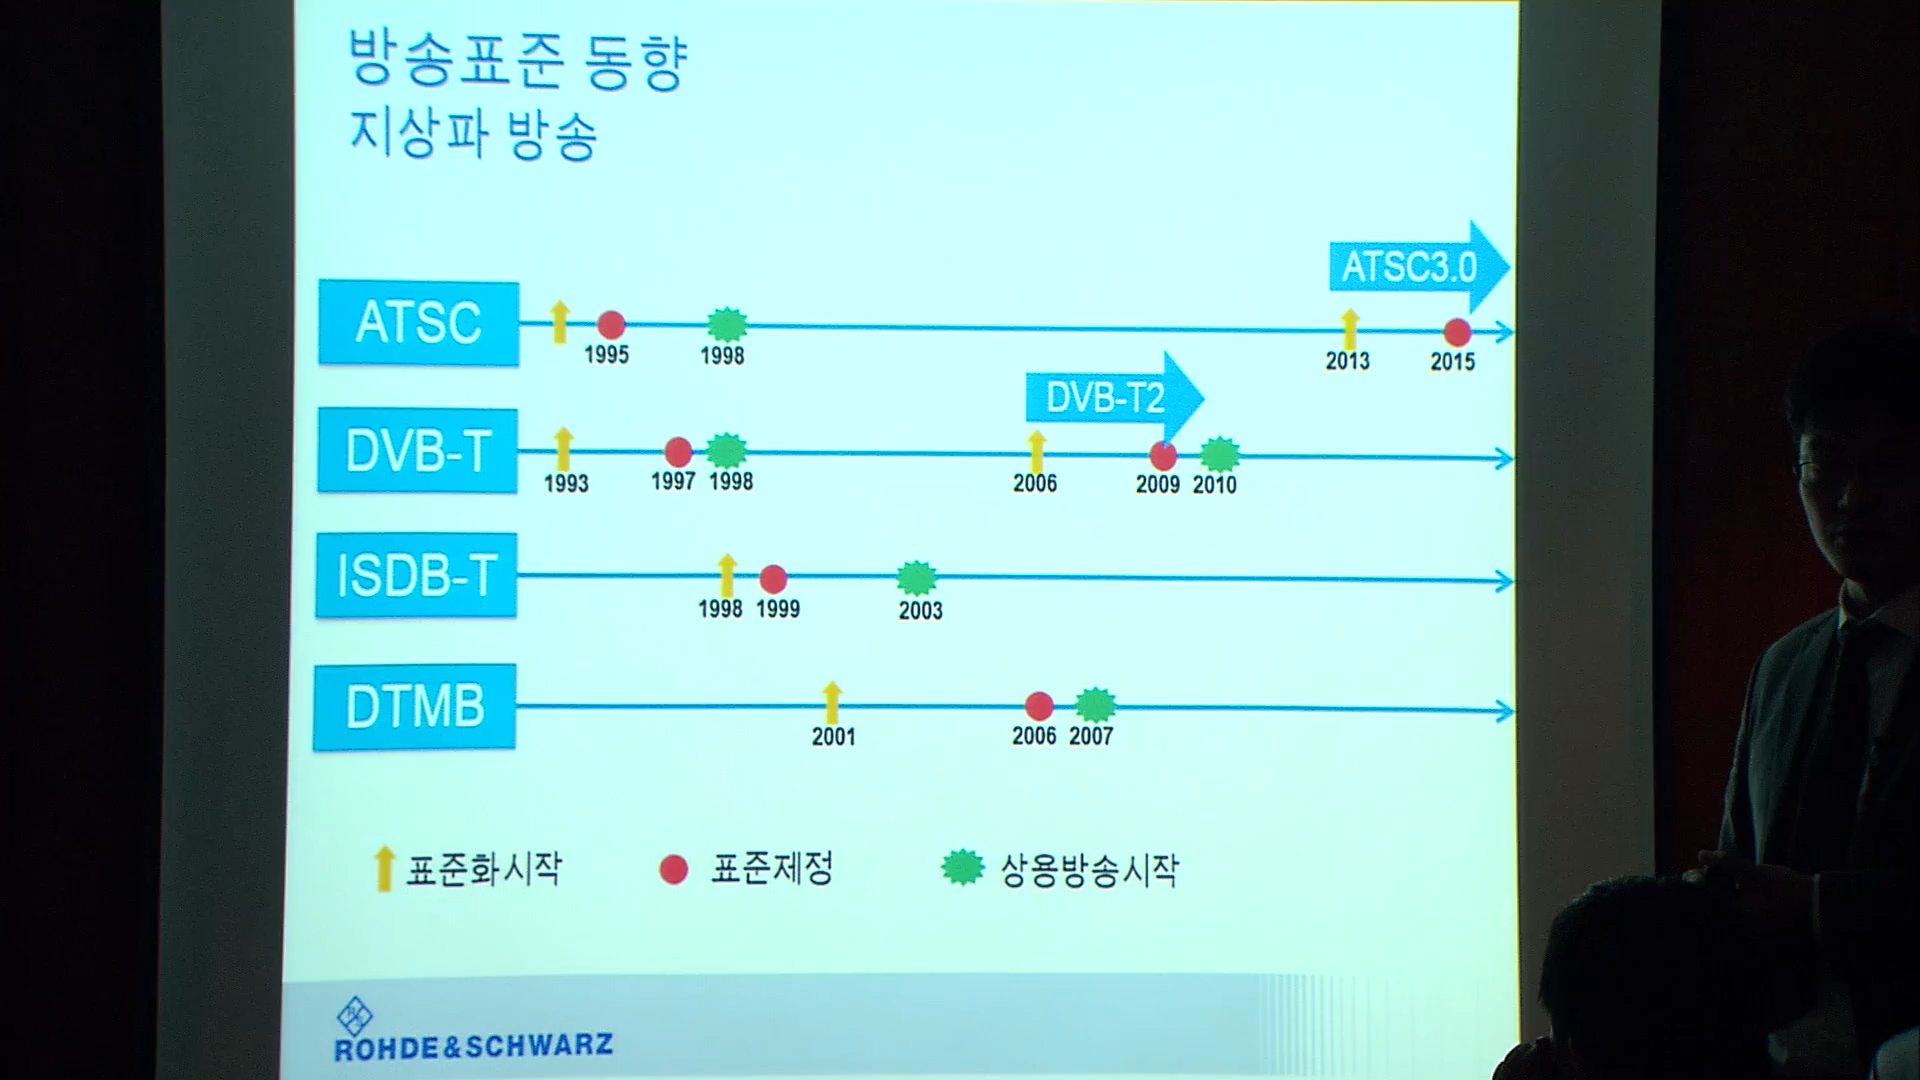 방송표준 동향
지상파 방송
ATSC3.0
ATSC
1995 1998 2013 2015
DVB-T2
DVB-T
1993 1997 1998 2006 2009 2010
ISDB-T
1998 1999 2003
DTMB
2001 2006 2007
표준화시작 표준제정 상용방송시작
ROHDE&SCHWARZ